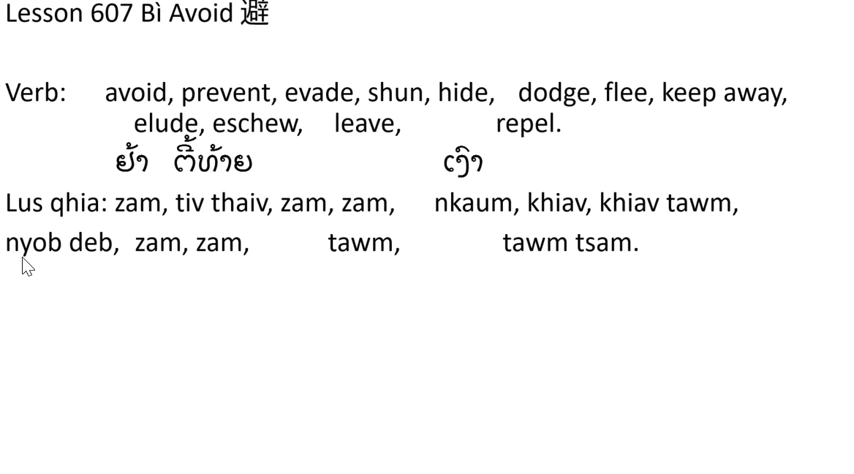 Lesson 607 Bì Avoid 避
Verb: avoid, prevent, evade, shun, hide, dodge, flee, keep away,
elude, eschew, leave, repel.
ຢ້ຳ ຕີ້ທ້າຍ ເງົາ
Lus qhia: zam, tiv thaiv, zam, zam, nkaum, khiav, khiav tawm,
nyob deb, zam, zam, tawm, tawm tsam.